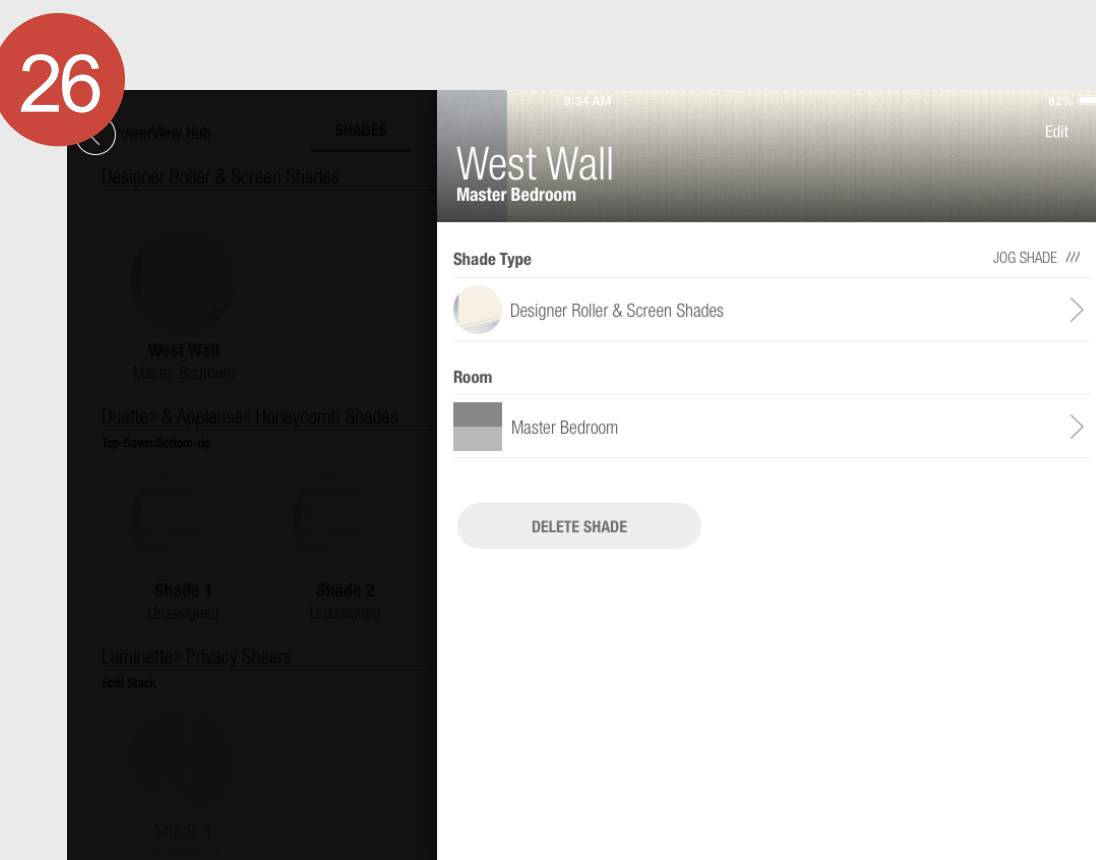 26
9:34 AM
82%
PowerView Hub
SHADES
Edit
West Wall
Master Bedroom
Designer Roller & Screen Shades
Shade Type
JOG SHADE
Designer Roller & Screen Shades
West Wall
Master Bedroom
Room
Master Bedroom
Duette® & Applause® Honeycomb Shades
Top-Down/Bottom-Up
DELETE SHADE
Shade 1
Shade 2
Unassigned
Unassigned
Luminette® Privacy Sheers
Split Stack
Shade 1